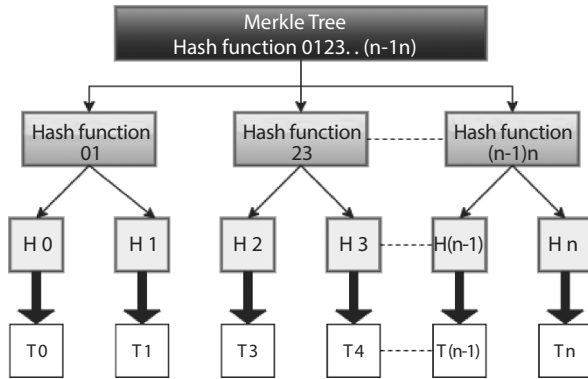 Merkle Tree
Hash function 0123. . (n-1n)
Hash function
01
Hash function
23
Hash function
(n-1)n
H 0
H 1
H 2
H 3
H(n-1)
H n
T0
T1
T3
T4
T(n-1)
Tn